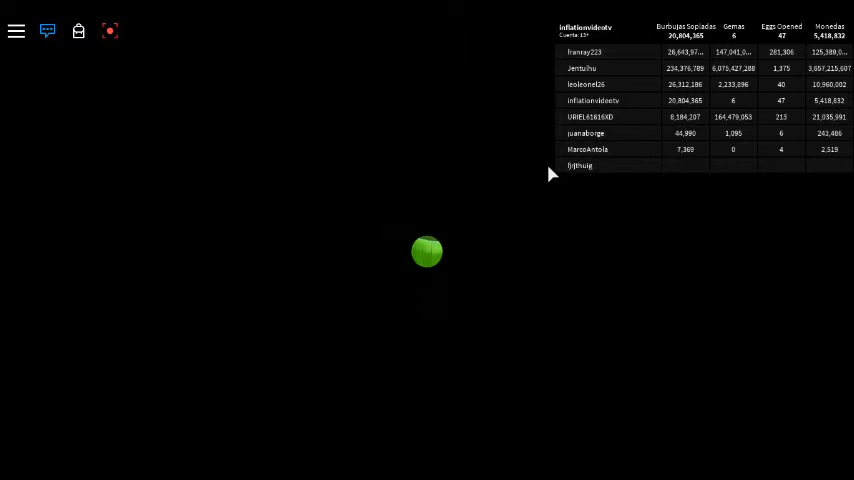 inflationvideotv Burbujas Sopladas Gemas Eggs Opened Monedas
Cuenta: 13+ 20,804,365 6 47 5,418,832
franray223 26,643,97... 147,041,0... 281,306 125,389,0...
Jentulhu 234,376,789 6,075,427,288 1,375 3,657,215,607
leoleonel26 26,312,186 2,233,896 40 10,960,002
inflationvideotv 20,804,365 6 47 5,418,832
URIEL61616XD 8,184,207 164,479,053 213 21,035,991
juanaborge 44,990 1,095 6 243,486
MarcoAntola 7,369 0 4 2,519
fjrjthuig